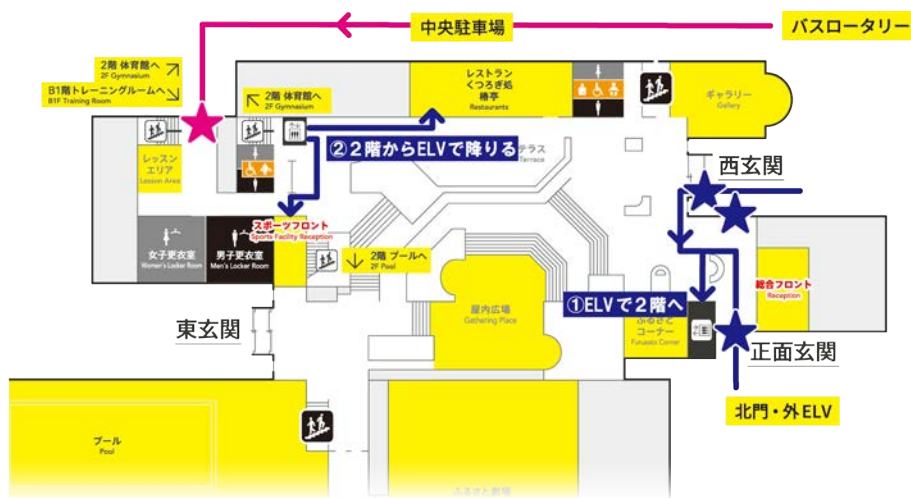 中央駐車場
バスロータリー
2階 体育館へ
2F Gymnasium
B1階トレーニングルームへ
B1F Training Room
2階 体育館へ
2F Gymnasium
レストラン
くつろぎ処
椿亭
Restaurants
ギャラリー
Gallery
②２階からELVで降りる
テラス
Terrace
西玄関
レッスン
エリア
Lesson Area
スポーツフロント
Sports Facility Reception
女子更衣室
Women's Locker Room
男子更衣室
Men's Locker Room
2階 プールへ
2F Pool
総合フロント
Reception
①ELVで２階へ
屋内広場
Gathering Place
ふるさと
コーナー
Furusato Corner
東玄関
正面玄関
北門・外ELV
プール
Pool
ふるさと劇場